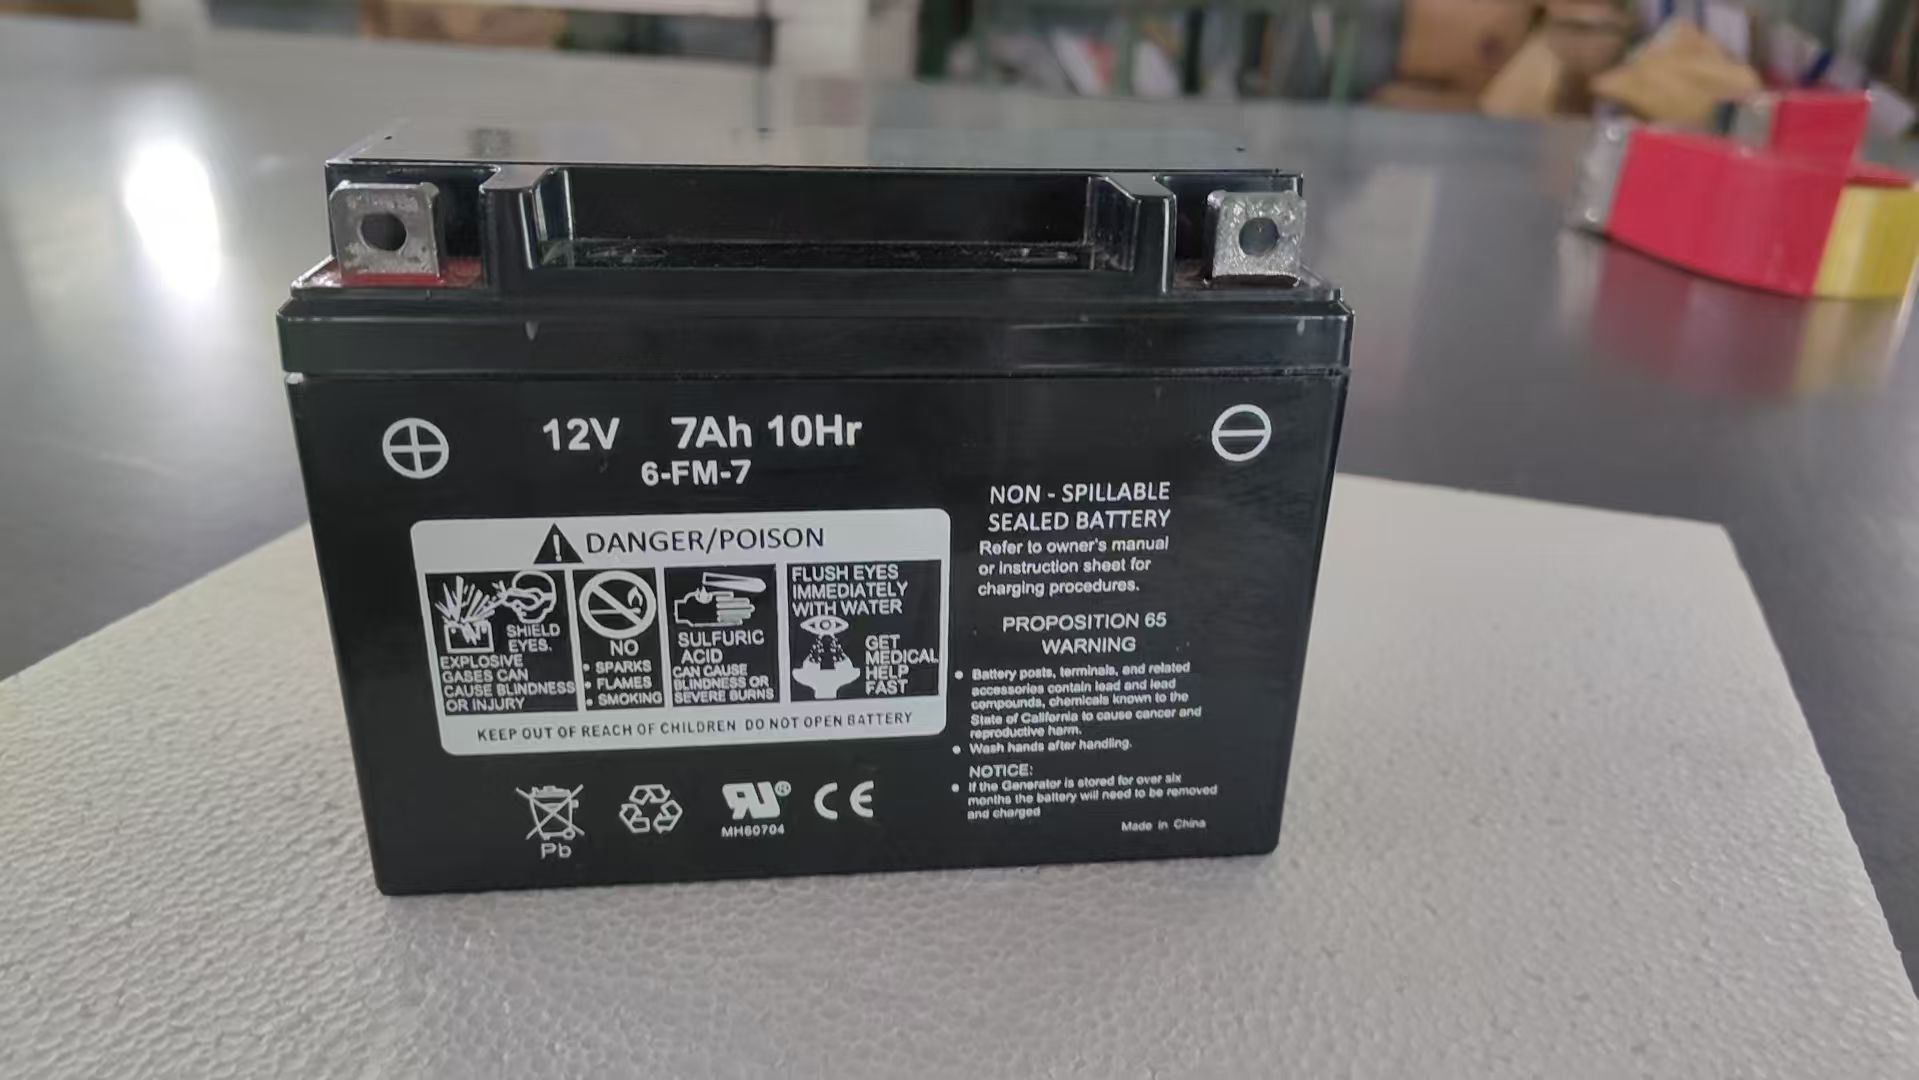 12V 7Ah 10Hr
6-FM-7
DANGER/POISON
SHIELD
EYES.
EXPLOSIVE
GASES CAN
CAUSE BLINDNESS
OR INJURY
NO
• SPARKS
• FLAMES
• SMOKING
SULFURIC
ACID
CAN CAUSE
BLINDNESS OR
SEVERE BURNS
FLUSH EYES
IMMEDIATELY
WITH WATER
GET
MEDICAL
HELP
FAST
KEEP OUT OF REACH OF CHILDREN DO NOT OPEN BATTERY
NON - SPILLABLE
SEALED BATTERY
Refer to owner's manual
or instruction sheet for
charging procedures.
PROPOSITION 65
WARNING
• Battery posts, terminals, and related
accessories contain lead and lead
compounds, chemicals known to the
State of California to cause cancer and
reproductive harm.
• Wash hands after handling.
NOTICE:
• If the Generator is stored for over six
months the battery will need to be removed
and charged
Made in China
Pb
RU®
MH60704
CE